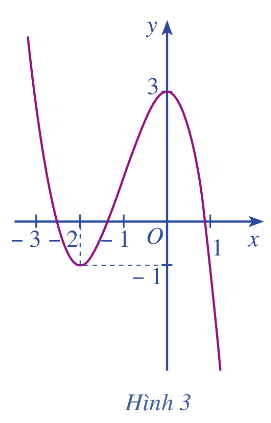 y
3
– 3 – 2 – 1 O 1 x
– 1
Hình 3